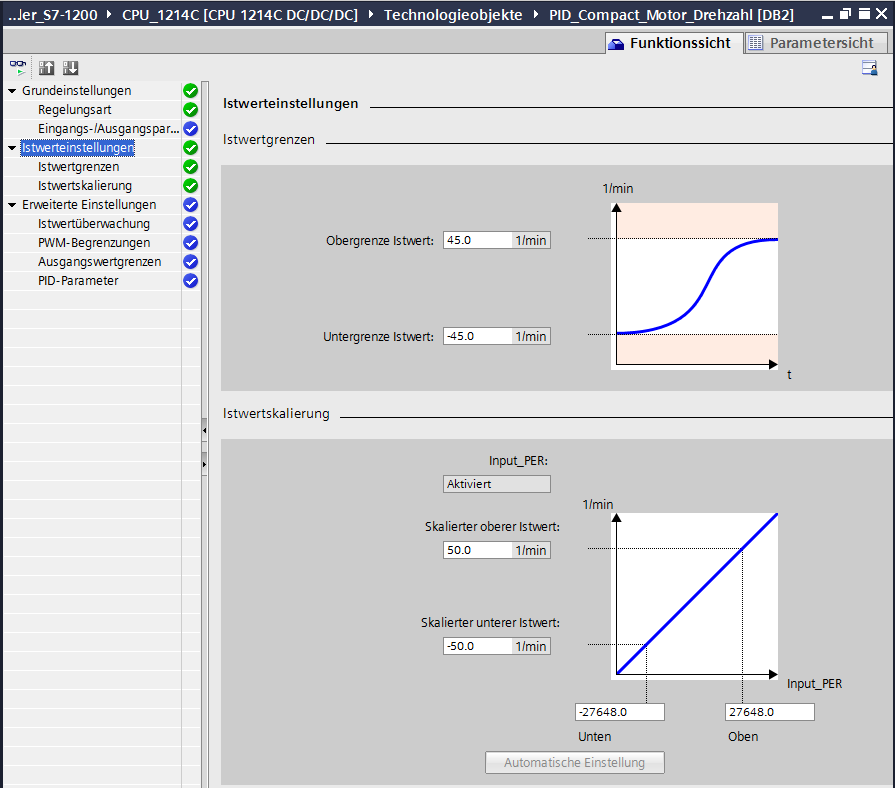 ...ler_S7-1200 CPU_1214C [CPU 1214C DC/DC/DC] Technologieobjekte PID_Compact_Motor_Drehzahl [DB2]
Funktionssicht Parametersicht
Grundeinstellungen
Regelungsart
Eingangs-/Ausgangspar...
Istwerteinstellungen
Istwertgrenzen
Istwertskalierung
Erweiterte Einstellungen
Istwertüberwachung
PWM-Begrenzungen
Ausgangswertgrenzen
PID-Parameter
Istwerteinstellungen
Istwertgrenzen
1/min
Obergrenze Istwert: 45.0 1/min
Untergrenze Istwert: -45.0 1/min
t
Istwertskalierung
Input_PER:
Aktiviert
1/min
Skalierter oberer Istwert:
50.0 1/min
Skalierter unterer Istwert:
-50.0 1/min
Input_PER
-27648.0 27648.0
Unten Oben
Automatische Einstellung